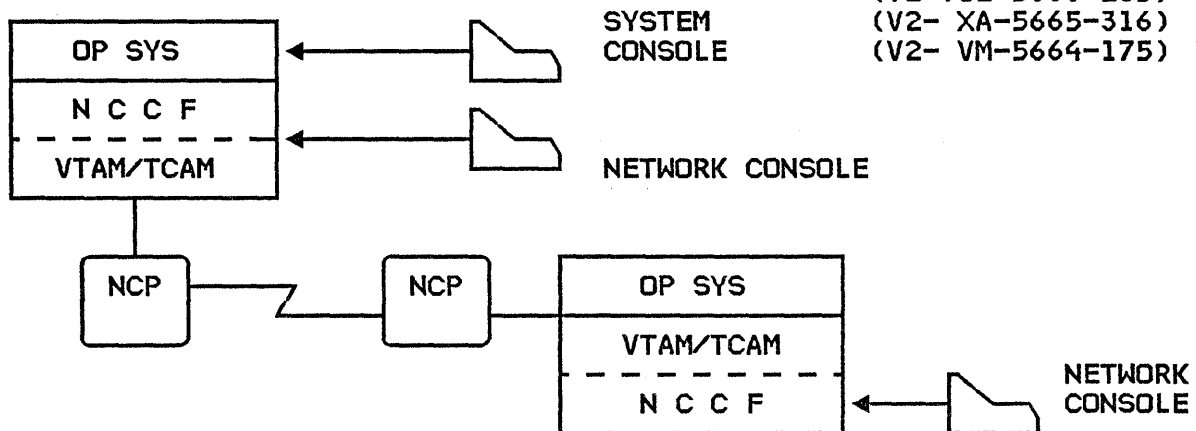 SYSTEM (V2- XA-5665-316)
OP SYS CONSOLE (V2- VM-5664-175)
N C C F
VTAM/TCAM NETWORK CONSOLE
NCP NCP OP SYS
VTAM/TCAM
NETWORK
N C C F CONSOLE